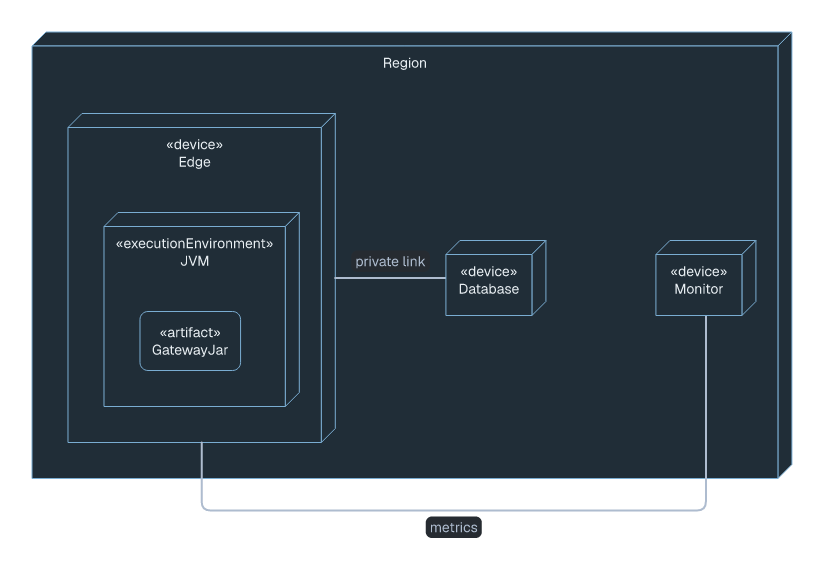 Region
«device»
Edge
«executionEnvironment»
JVM
«artifact»
GatewayJar
private link
«device»
Database
«device»
Monitor
metrics